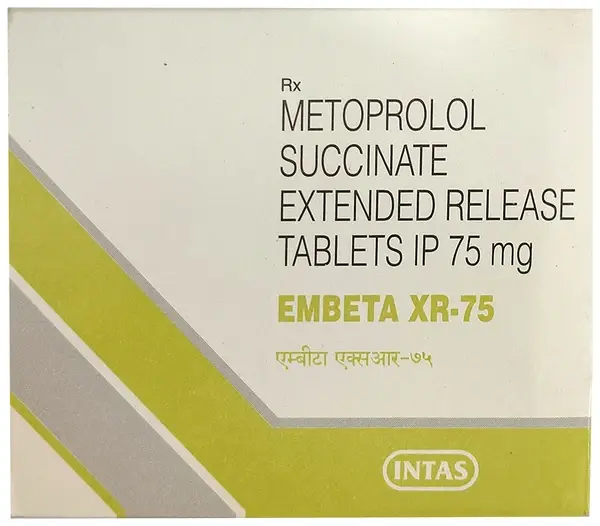 Rx
METOPROLOL
SUCCINATE
EXTENDED RELEASE
TABLETS IP 75 mg
EMBETA XR-75
एम्बीटा एक्सआर-७५
INTAS